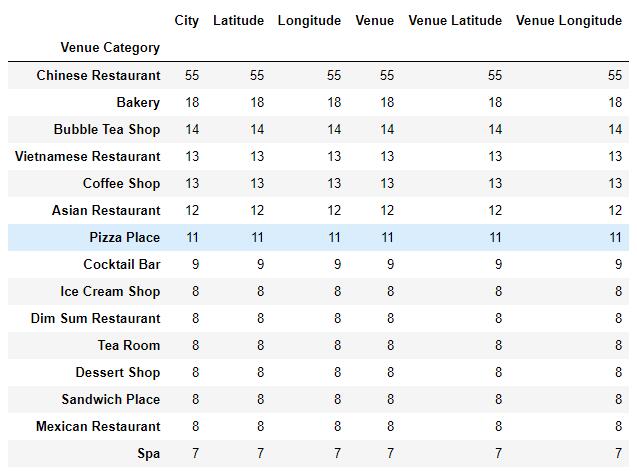 City Latitude Longitude Venue Venue Latitude Venue Longitude
Venue Category
Chinese Restaurant 55 55 55 55 55 55
Bakery 18 18 18 18 18 18
Bubble Tea Shop 14 14 14 14 14 14
Vietnamese Restaurant 13 13 13 13 13 13
Coffee Shop 13 13 13 13 13 13
Asian Restaurant 12 12 12 12 12 12
Pizza Place 11 11 11 11 11 11
Cocktail Bar 9 9 9 9 9 9
Ice Cream Shop 8 8 8 8 8 8
Dim Sum Restaurant 8 8 8 8 8 8
Tea Room 8 8 8 8 8 8
Dessert Shop 8 8 8 8 8 8
Sandwich Place 8 8 8 8 8 8
Mexican Restaurant 8 8 8 8 8 8
Spa 7 7 7 7 7 7